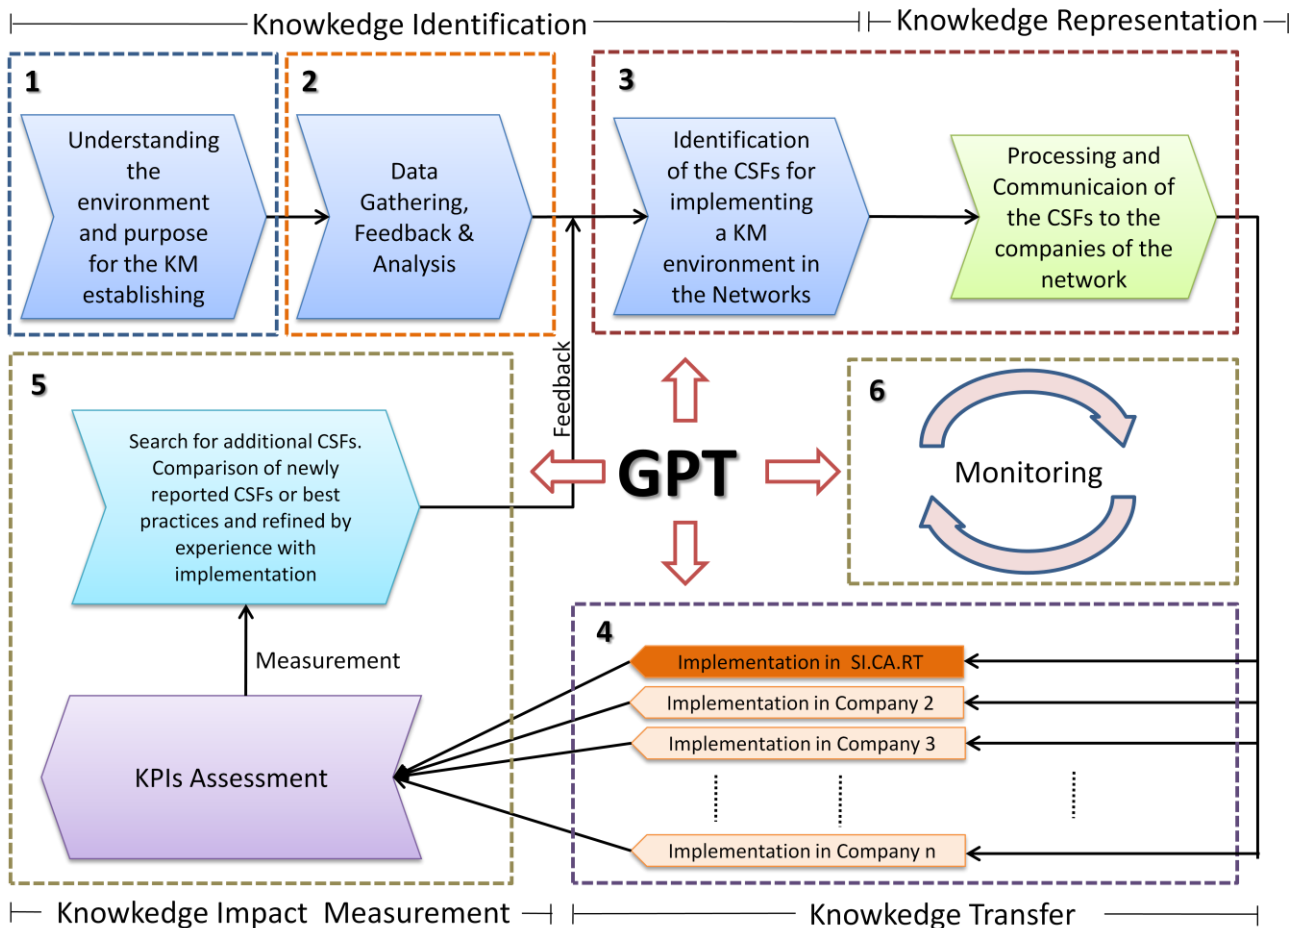 Knowkedge Identification
Knowkedge Representation
1
Understanding
the
environment
and purpose
for the KM
establishing
2
Data
Gathering,
Feedback &
Analysis
3
Identification
of the CSFs for
implementing
a KM
environment in
the Networks
Processing and
Communicaion of
the CSFs to the
companies of the
network
Feedback
5
Search for additional CSFs.
Comparison of newly
reported CSFs or best
practices and refined by
experience with
implementation
Measurement
KPIs Assessment
GPT
6
Monitoring
4
Implementation in SI.CA.RT
Implementation in Company 2
Implementation in Company 3
Implementation in Company n
Knowkedge Impact Measurement
Knowkedge Transfer